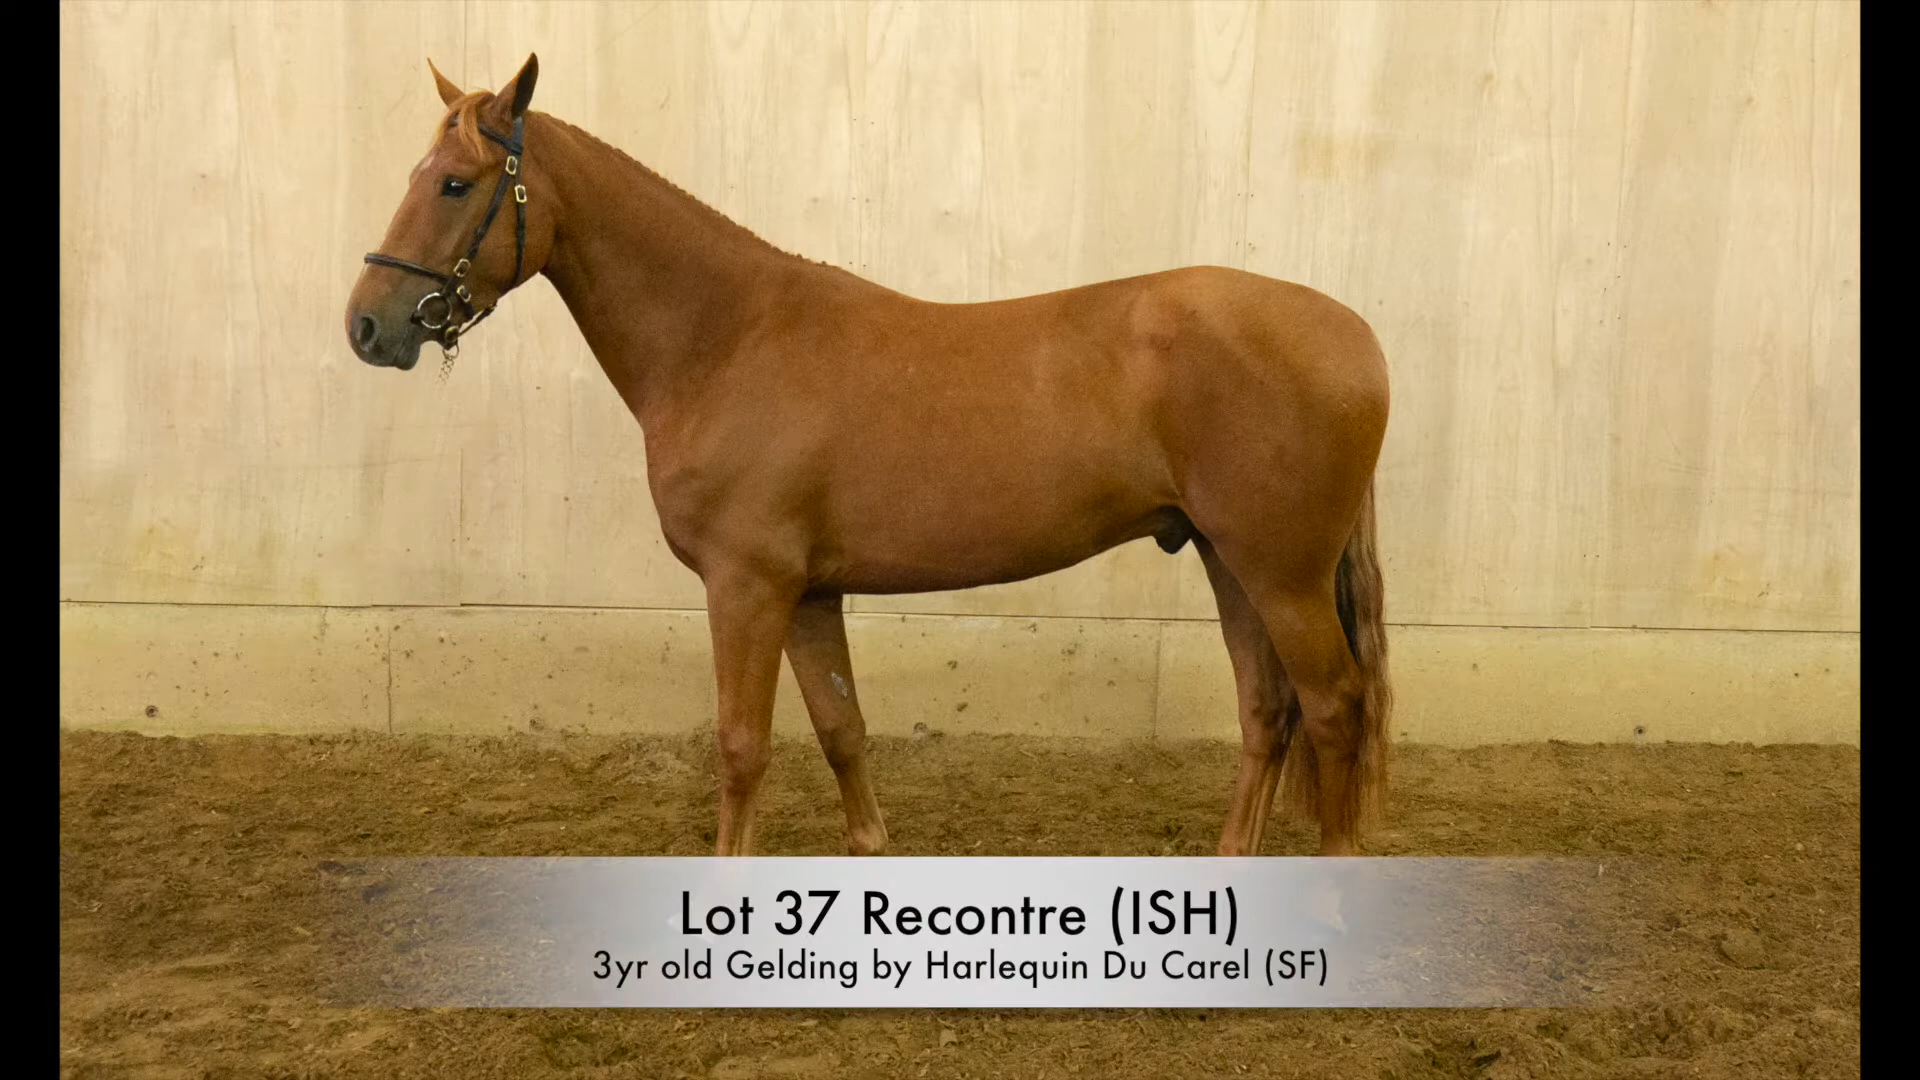 Lot 37 Recontre (ISH)
3yr old Gelding by Harlequin Du Carel (SF)